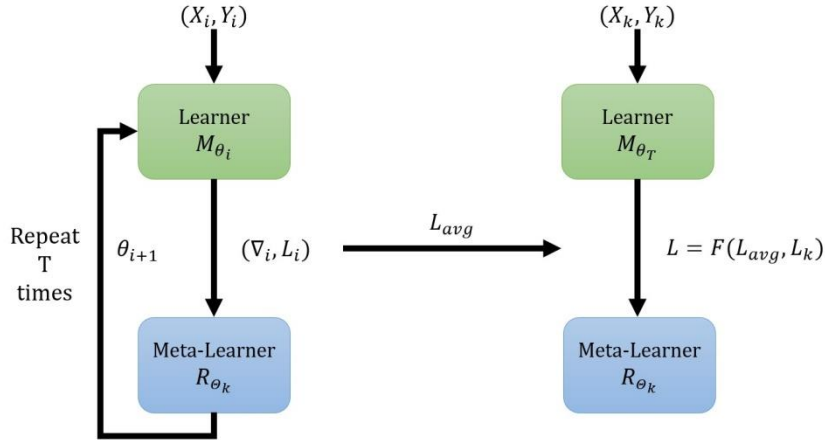 (X_i, Y_i)
Learner
M_{θ_i}
Repeat
T
times
θ_{i+1}
(∇_i, L_i)
Meta-Learner
R_{Θ_k}
L_{avg}
(X_k, Y_k)
Learner
M_{θ_T}
L = F(L_{avg}, L_k)
Meta-Learner
R_{Θ_k}